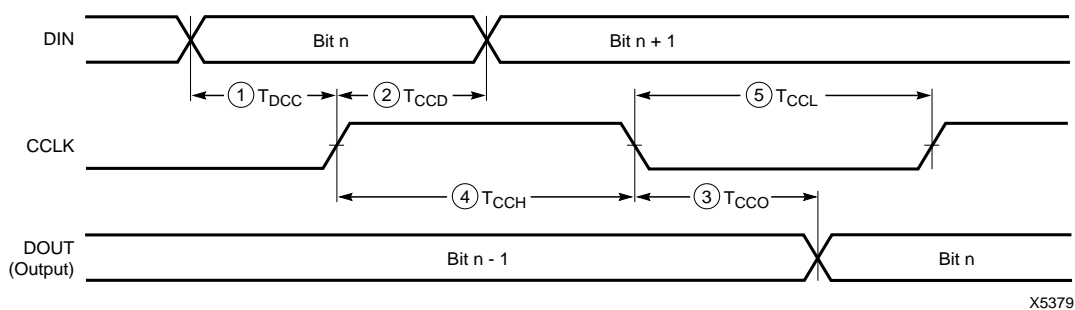 DIN
Bit n
Bit n + 1
1 TDCC
2 TCCD
5 TCCL
CCLK
4 TCCH
3 TCCO
DOUT
(Output)
Bit n - 1
Bit n
X5379